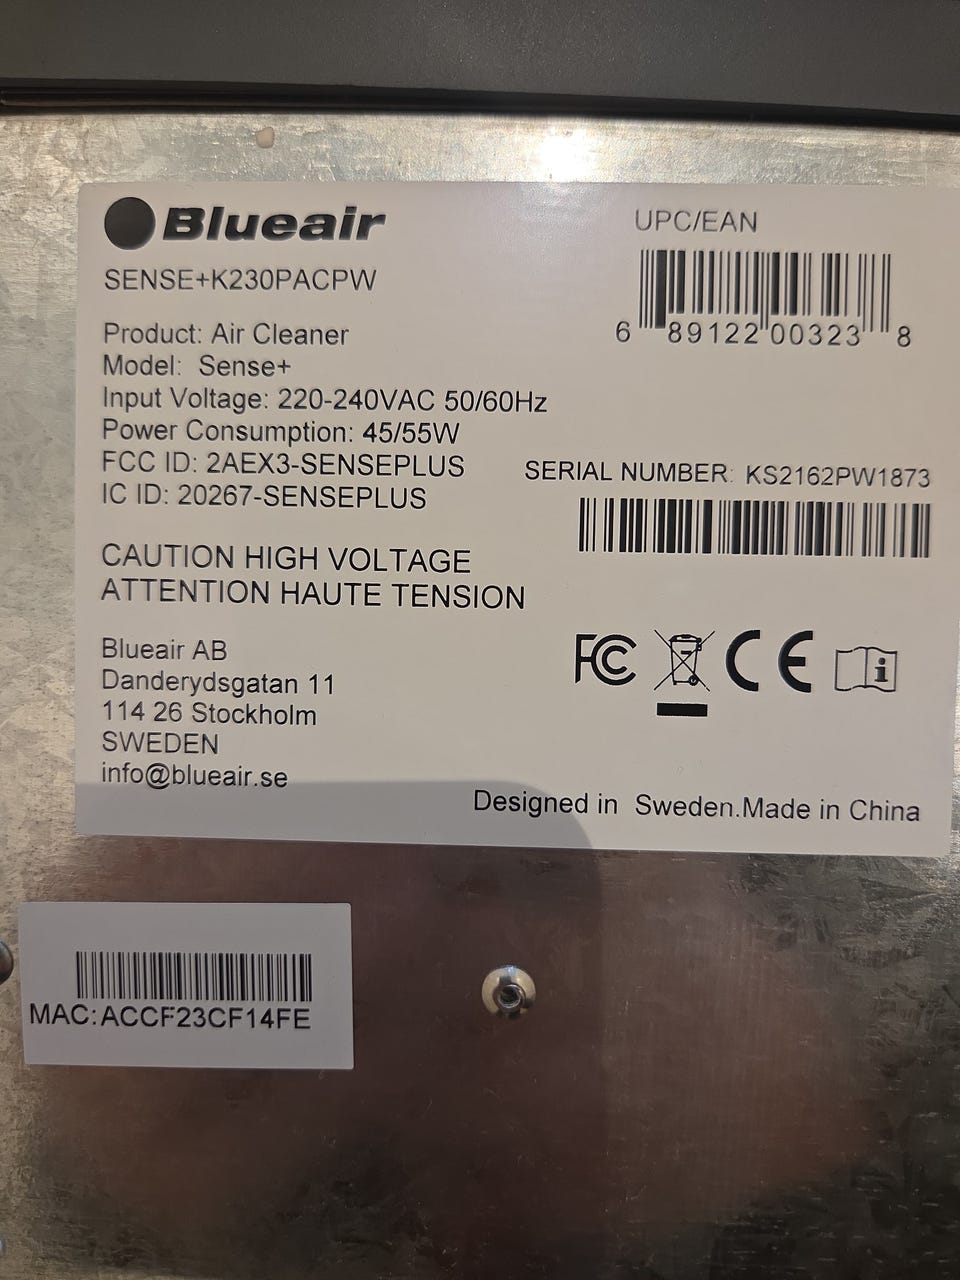 Blueair
SENSE+K230PACPW
Product: Air Cleaner
Model: Sense+
Input Voltage: 220-240VAC 50/60Hz
Power Consumption: 45/55W
FCC ID: 2AEX3-SENSEPLUS
IC ID: 20267-SENSEPLUS
CAUTION HIGH VOLTAGE
ATTENTION HAUTE TENSION
Blueair AB
Danderydsgatan 11
114 26 Stockholm
SWEDEN
info@blueair.se
UPC/EAN
6 89122 00323 8
SERIAL NUMBER: KS2162PW1873
FCC CE i
Designed in Sweden.Made in China
MAC:ACCF23CF14FE